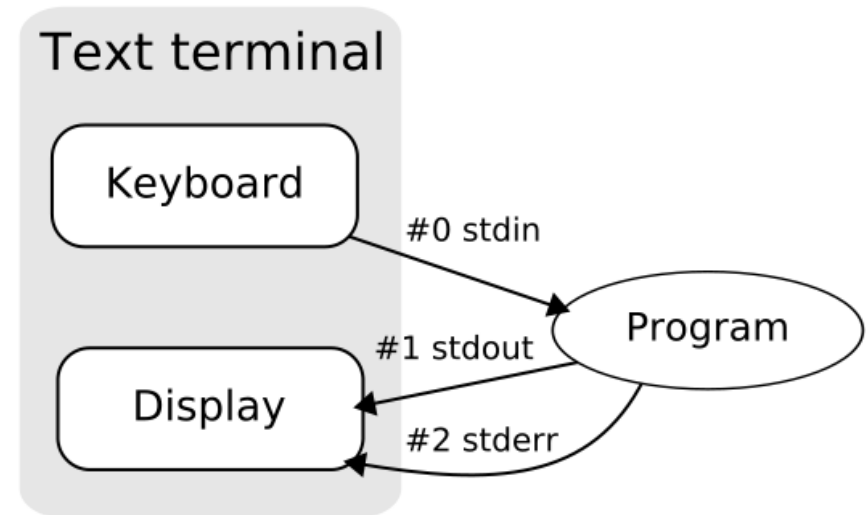 Text terminal
Keyboard
#0 stdin
Program
#1 stdout
Display
#2 stderr